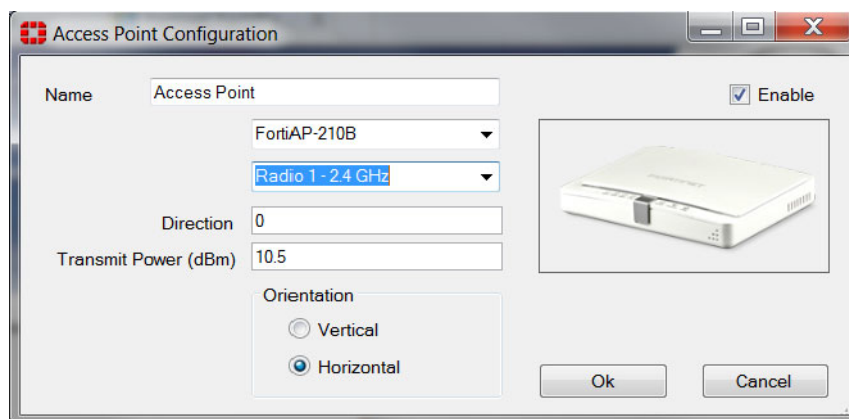 Access Point Configuration
Name Access Point Enable
FortiAP-210B
Radio 1 - 2.4 GHz
Direction 0
Transmit Power (dBm) 10.5
Orientation
Vertical
Horizontal
Ok Cancel
FORTINET